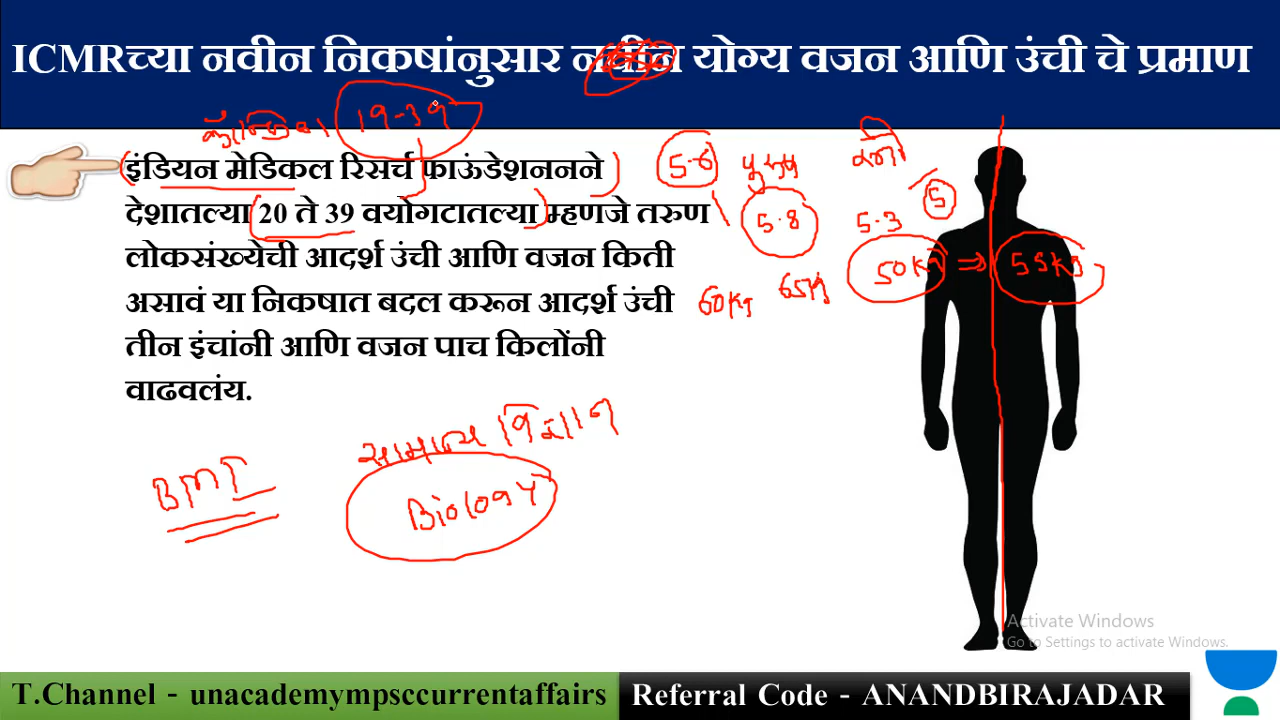 ICMRच्या नवीन निकषांनुसार योग्य वजन आणि उंची चे प्रमाण
19-39
इंडियन मेडिकल रिसर्च फाऊंडेशननने
देशातल्या 20 ते 39 वयोगटातल्या म्हणजे तरुण
लोकसंख्येची आदर्श उंची आणि वजन किती
असावं या निकषात बदल करून आदर्श उंची
तीन इंचांनी आणि वजन पाच किलोंनी
वाढवलंय.
5.6 पुरुष
5
5.8 5.3
50Kg ⇒ 55Kg
60Kg 65Kg
सामान्य विज्ञान
BMI
Biology
Activate Windows
Go to Settings to activate Windows.
T.Channel - unacademympsccurrentaffairs
Referral Code - ANANDBIRAJADAR